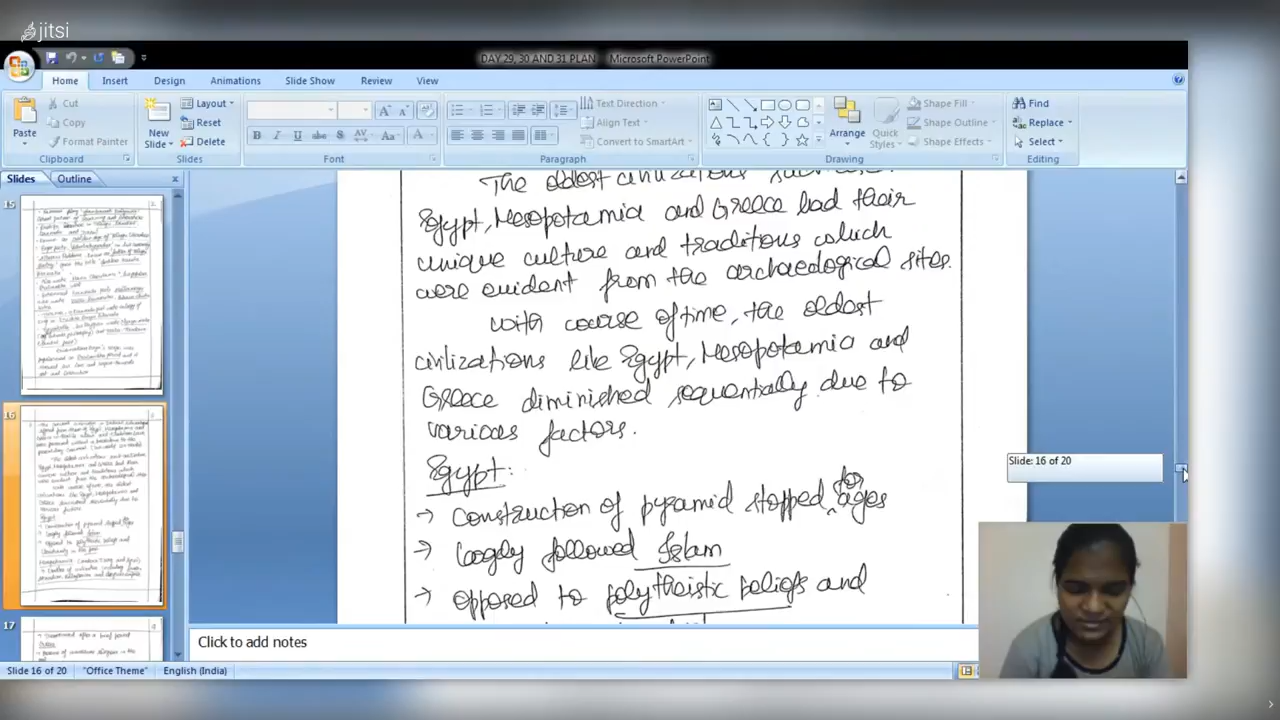 jitsi
DAY 29, 30 AND 31 PLAN - Microsoft PowerPoint
Home Insert Design Animations Slide Show Review View
Paste
Cut
Copy
Format Painter
Clipboard
New
Slide
Layout
Reset
Delete
Slides
Font
Text Direction
Align Text
Convert to SmartArt
Paragraph
Arrange
Quick
Styles
Shape Fill
Shape Outline
Shape Effects
Drawing
Find
Replace
Select
Editing
Slides Outline
15
16
17
The oldest civilizations
Egypt, Mesopotamia and Greece had their
unique culture and traditions which
were evident from the archaeological sites.
with course of time, the oldest
civilizations like Egypt, Mesopotamia and
Greece diminished sequentially due to
various factors.
Egypt:
→ construction of pyramid stopped for ages
→ largely followed Islam
→ opposed to polytheistic beliefs and
Slide: 16 of 20
Click to add notes
Slide 16 of 20 "Office Theme" English (India)